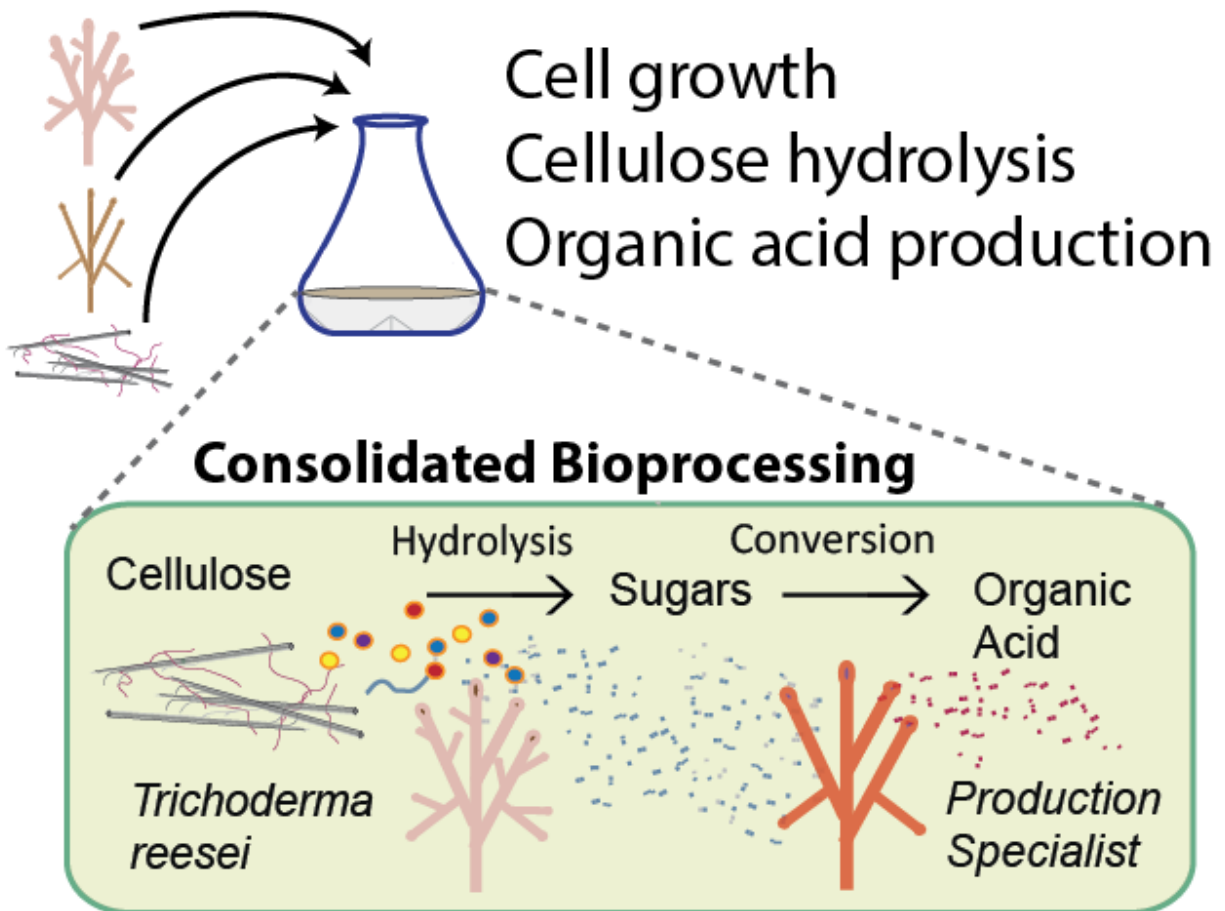 Cell growth
Cellulose hydrolysis
Organic acid production
Consolidated Bioprocessing
Hydrolysis
Conversion
Cellulose
Sugars
Organic
Acid
Trichoderma
reesei
Production
Specialist